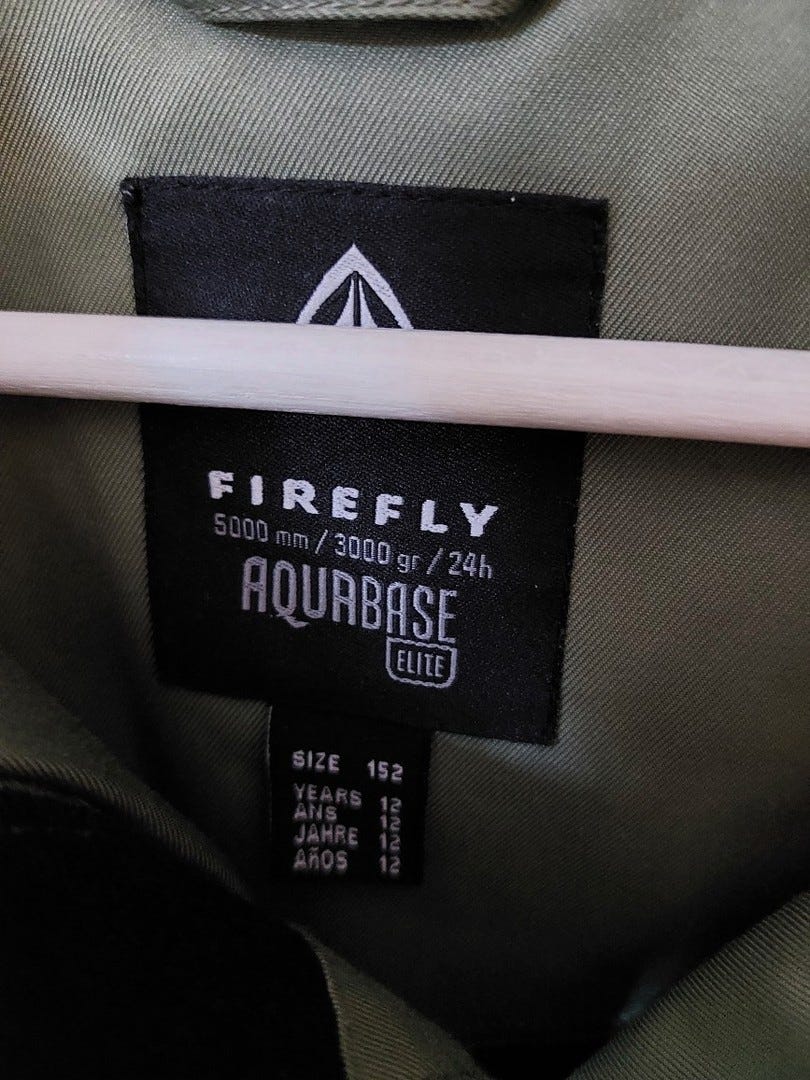 FIREFLY
5000 mm / 3000 gr / 24h
AQUABASE
ELITE
SIZE 152
YEARS 12
ANS 12
JAHRE 12
AñOS 12